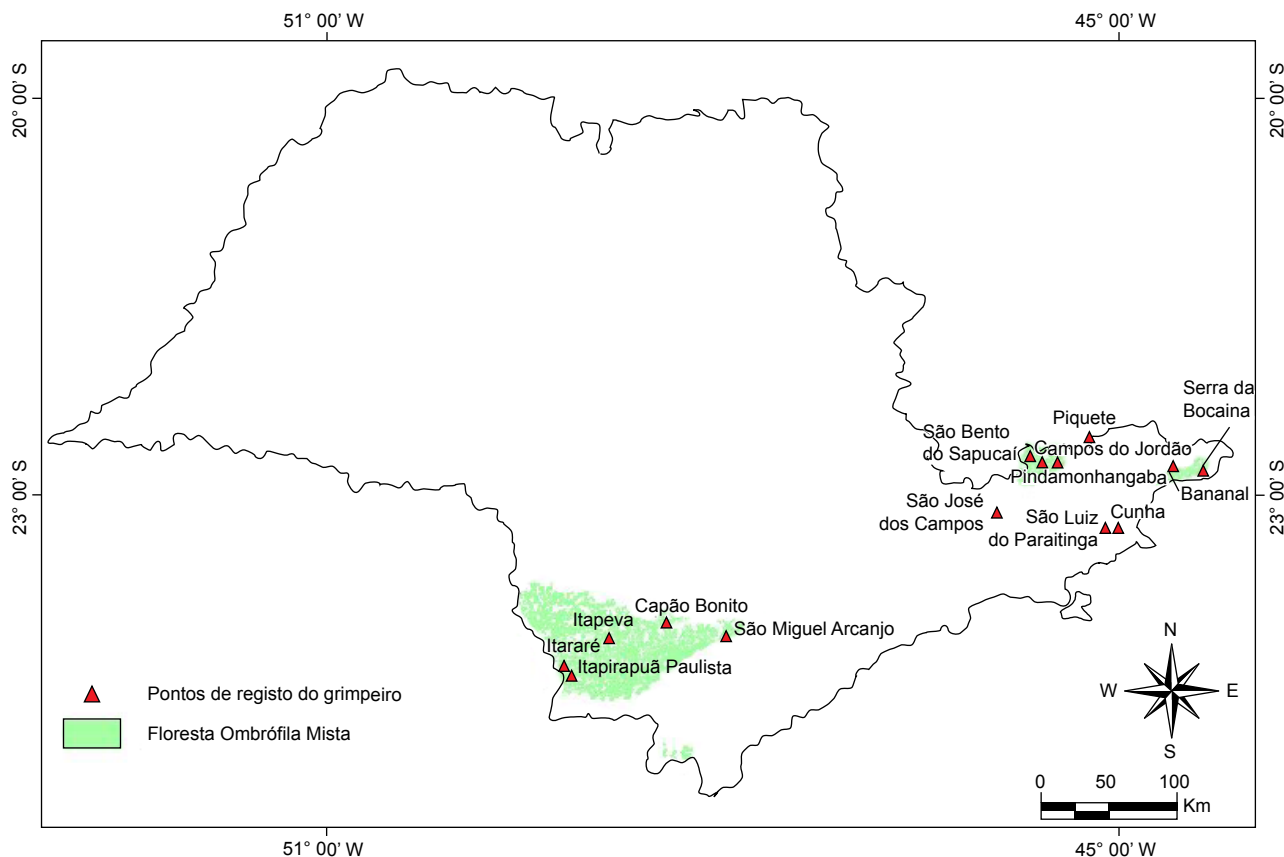 51° 00' W
45° 00' W
20° 00' S
20° 00' S
Serra da
Bocaina
Piquete
São Bento
do Sapucaí
Campos do Jordão
Pindamonhangaba
Bananal
23° 00' S
23° 00' S
São José
dos Campos
São Luiz
do Paraitinga
Cunha
Capão Bonito
Itapeva
São Miguel Arcanjo
Itararé
Itapirapuã Paulista
N
W
E
S
Pontos de registo do grimpeiro
Floresta Ombrófila Mista
0
50
100
Km
51° 00' W
45° 00' W